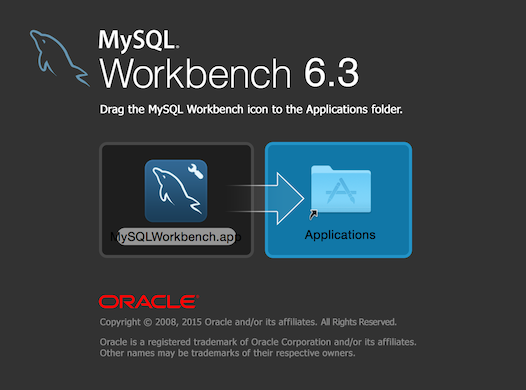 MySQL.
Workbench 6.3
Drag the MySQL Workbench icon to the Applications folder.
MySQLWorkbench.app
Applications
ORACLE®
Copyright © 2008, 2015 Oracle and/or its affiliates. All Rights Reserved.
Oracle is a registered trademark of Oracle Corporation and/or its affiliates.
Other names may be trademarks of their respective owners.